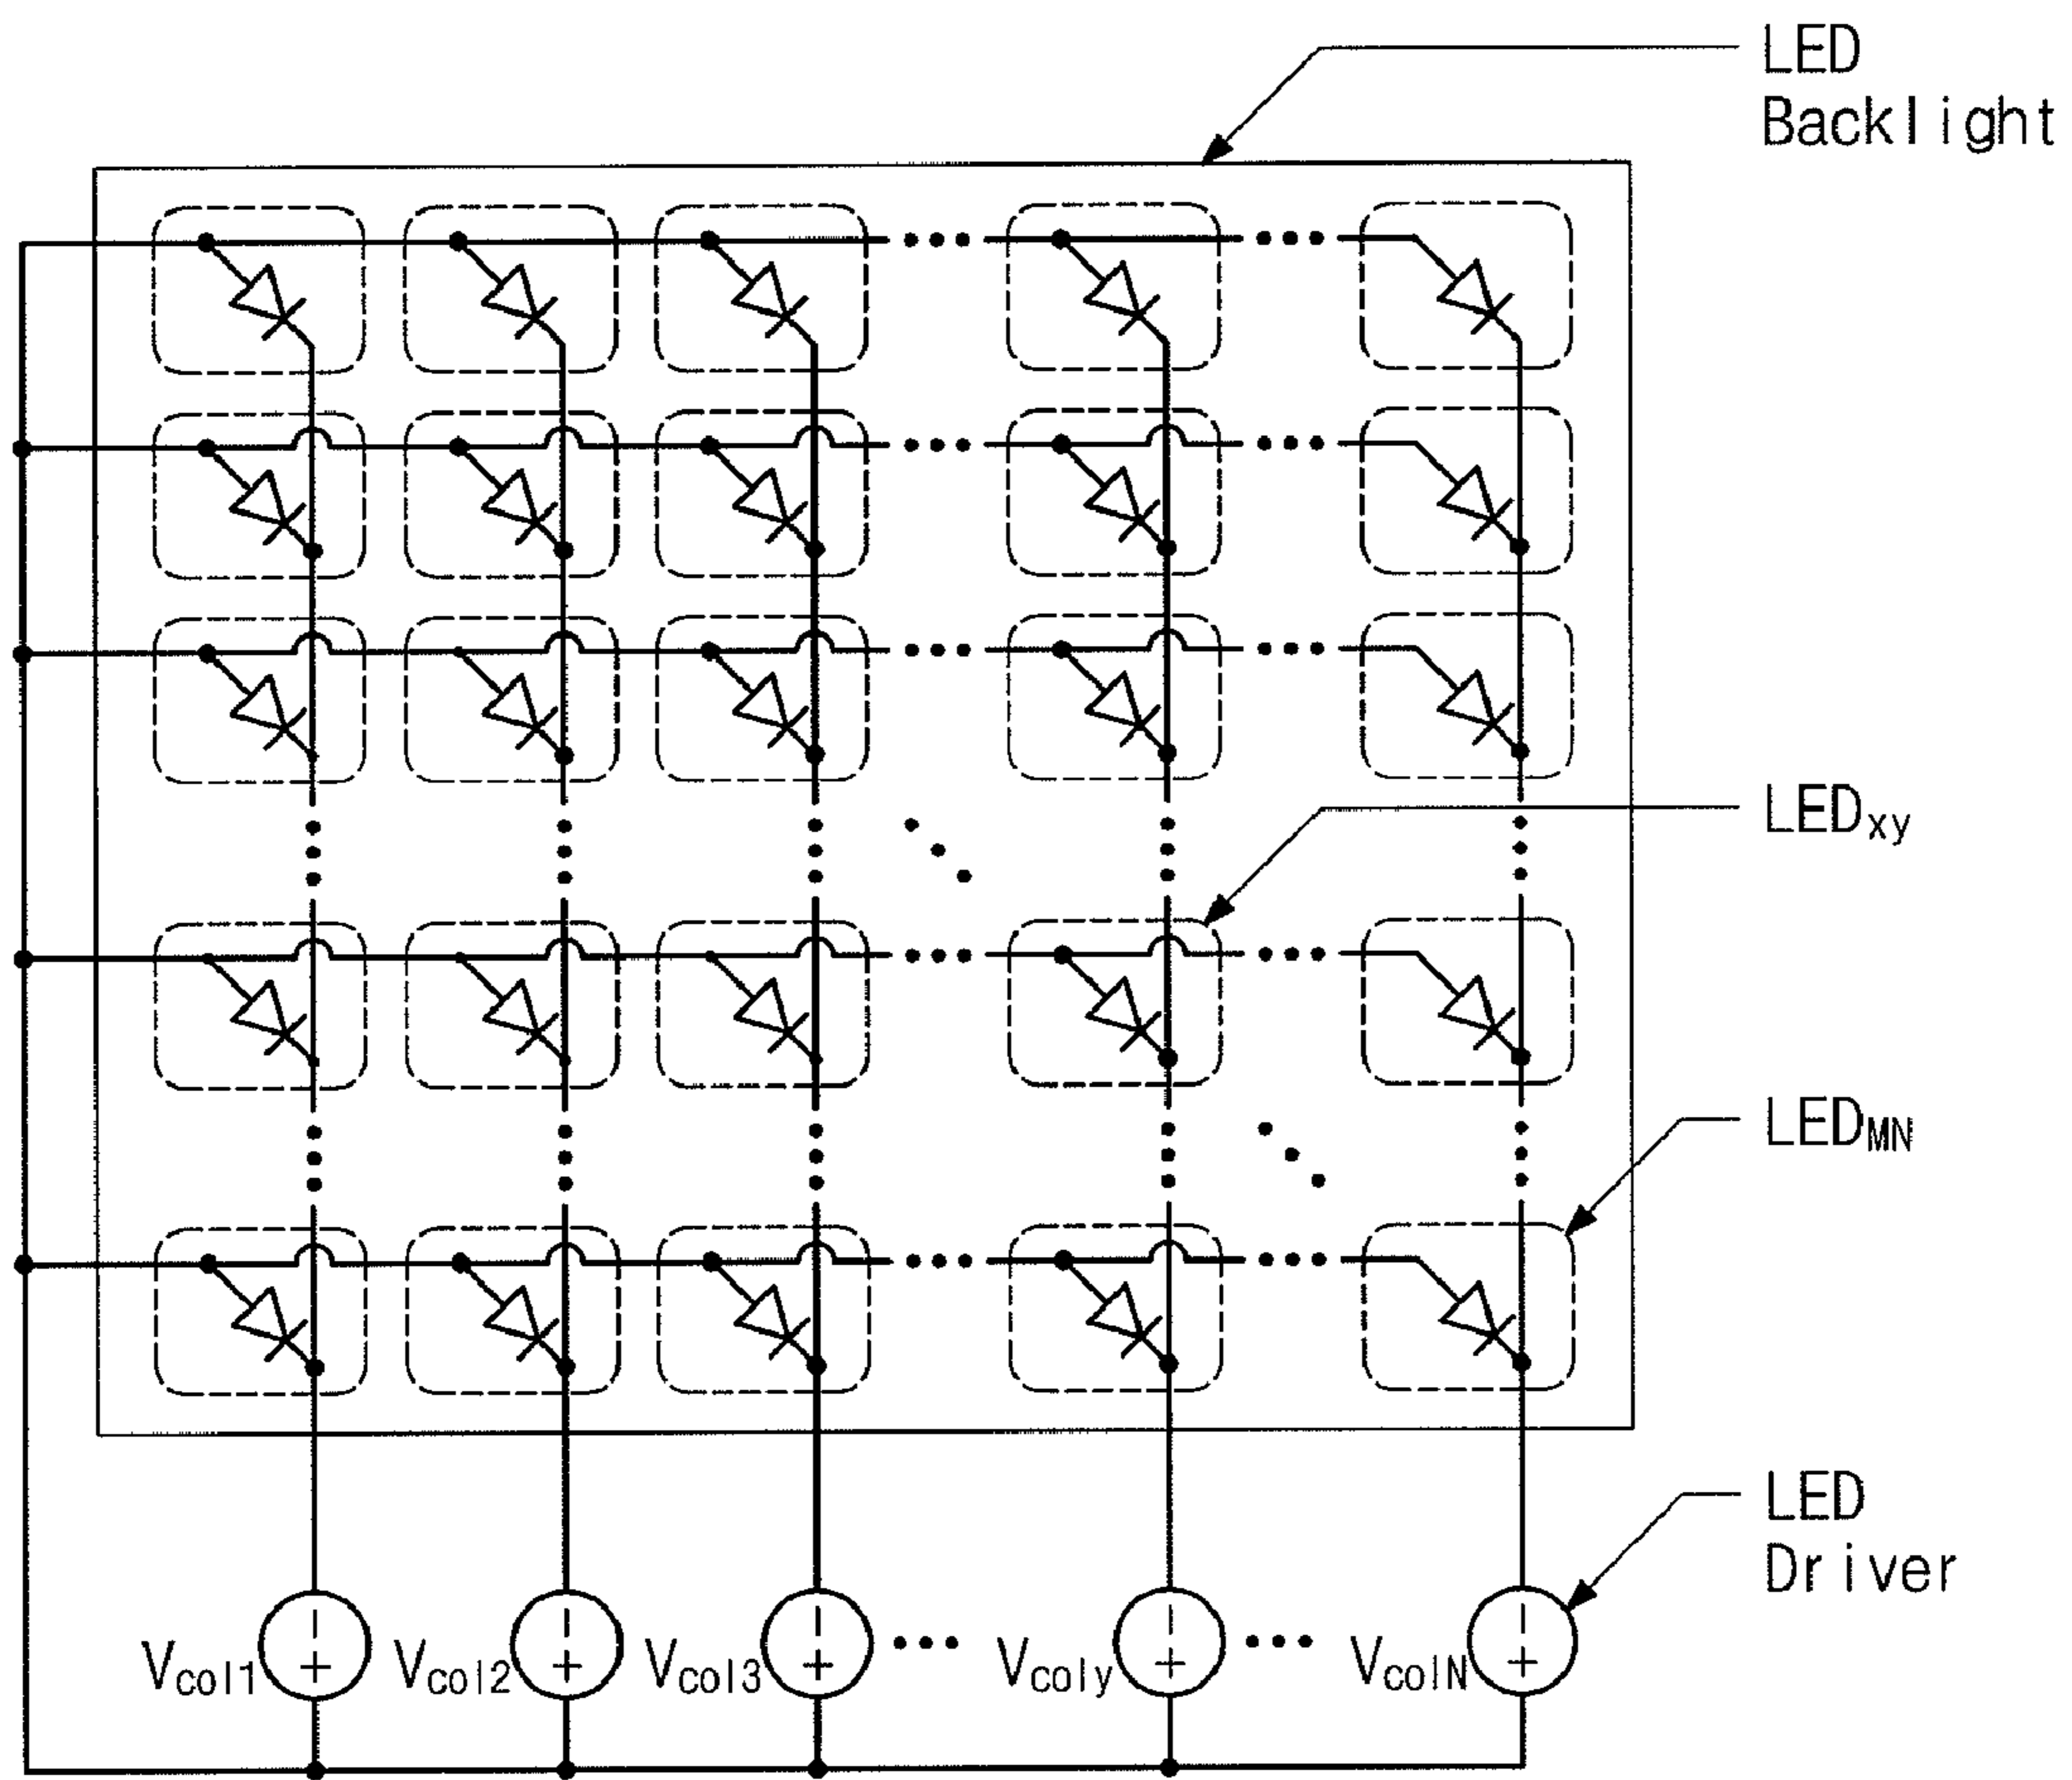 LED
Backlight
LEDxy
LEDMN
LED
Driver
Vcol1 Vcol2 Vcol3 Vcoly VcolN